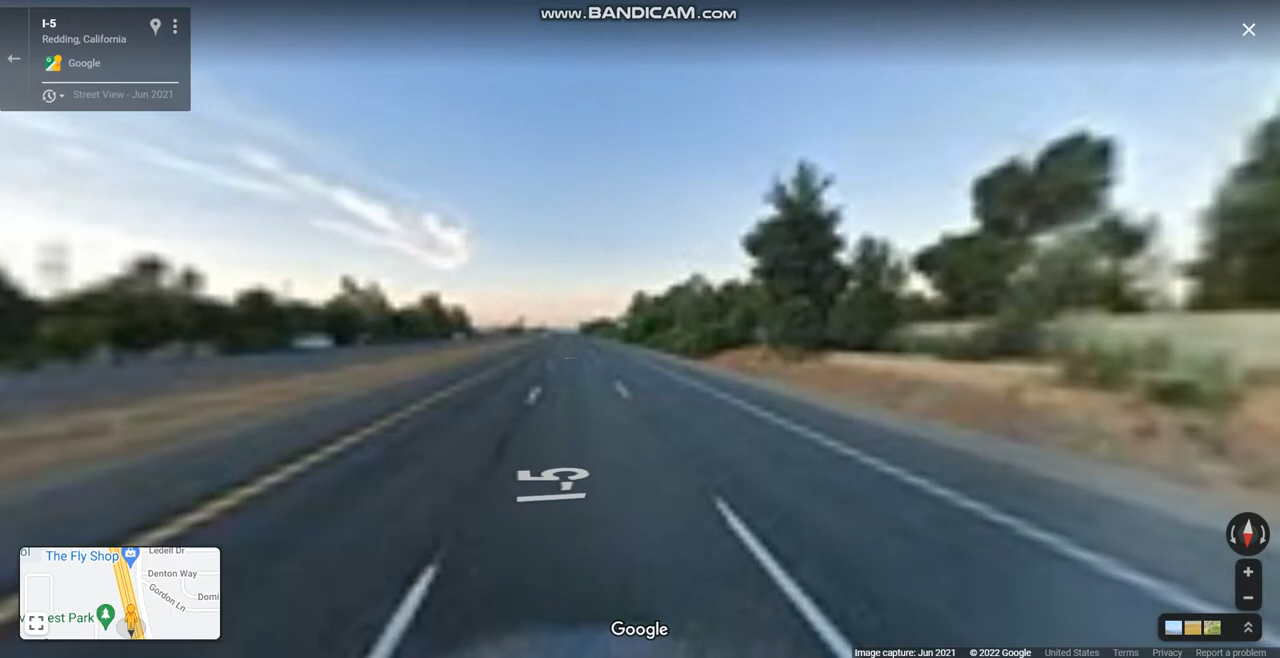 www.BANDICAM.com
I-5
Redding, California
Google
Street View - Jun 2021
I-5
The Fly Shop
Ledell Dr
Denton Way
Gordon Ln
Domi
est Park
Google
Image capture: Jun 2021 © 2022 Google United States Terms Privacy Report a problem